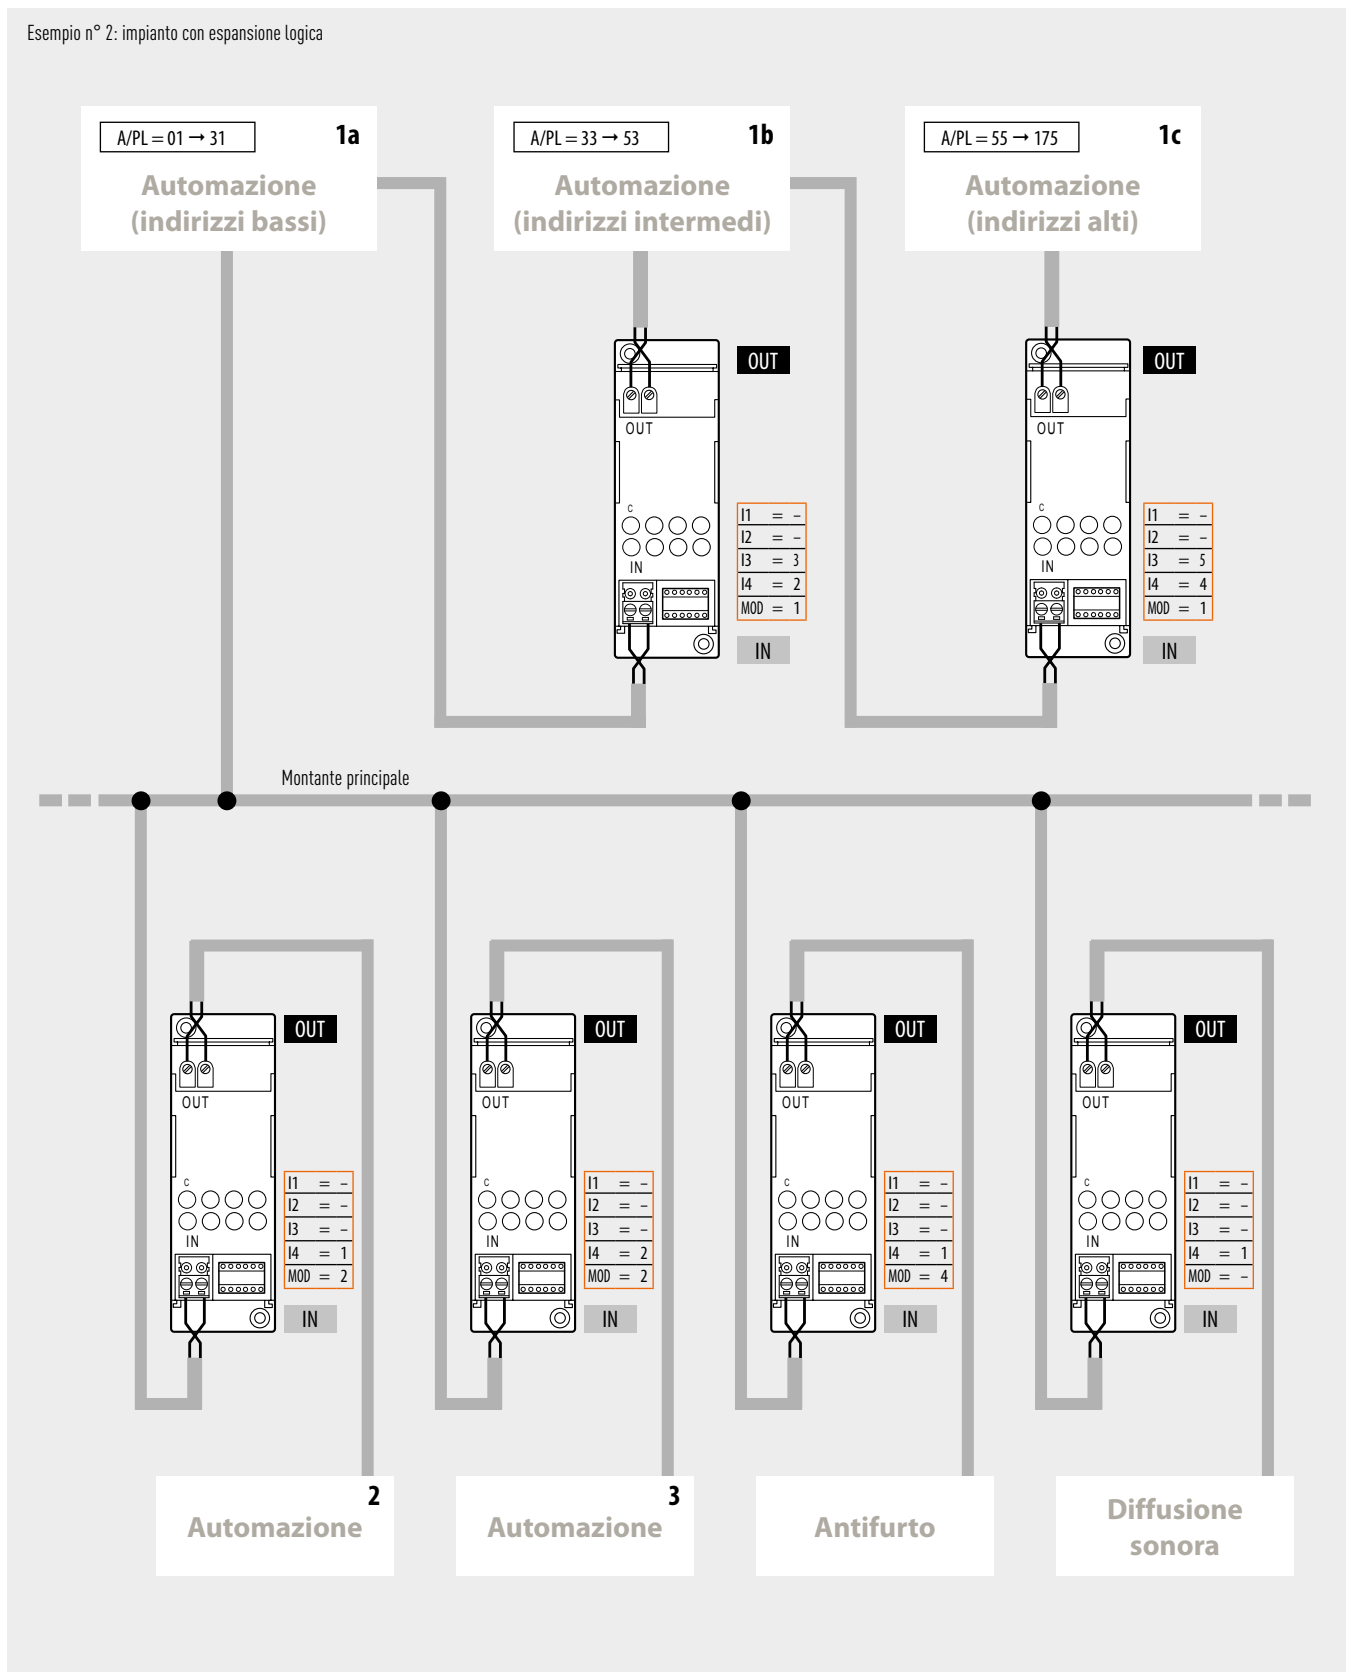 Esempio n° 2: impianto con espansione logica
A/PL = 01 → 31
1a
Automazione
(indirizzi bassi)
A/PL = 33 → 53
1b
Automazione
(indirizzi intermedi)
A/PL = 55 → 175
1c
Automazione
(indirizzi alti)
OUT
OUT
C
IN
I1 = –
I2 = –
I3 = 3
I4 = 2
MOD = 1
IN
OUT
OUT
C
IN
I1 = –
I2 = –
I3 = 5
I4 = 4
MOD = 1
IN
Montante principale
OUT
OUT
C
IN
I1 = –
I2 = –
I3 = –
I4 = 1
MOD = 2
IN
OUT
OUT
C
IN
I1 = –
I2 = –
I3 = –
I4 = 2
MOD = 2
IN
OUT
OUT
C
IN
I1 = –
I2 = –
I3 = –
I4 = 1
MOD = 4
IN
OUT
OUT
C
IN
I1 = –
I2 = –
I3 = –
I4 = 1
MOD = –
IN
2
Automazione
3
Automazione
Antifurto
Diffusione
sonora